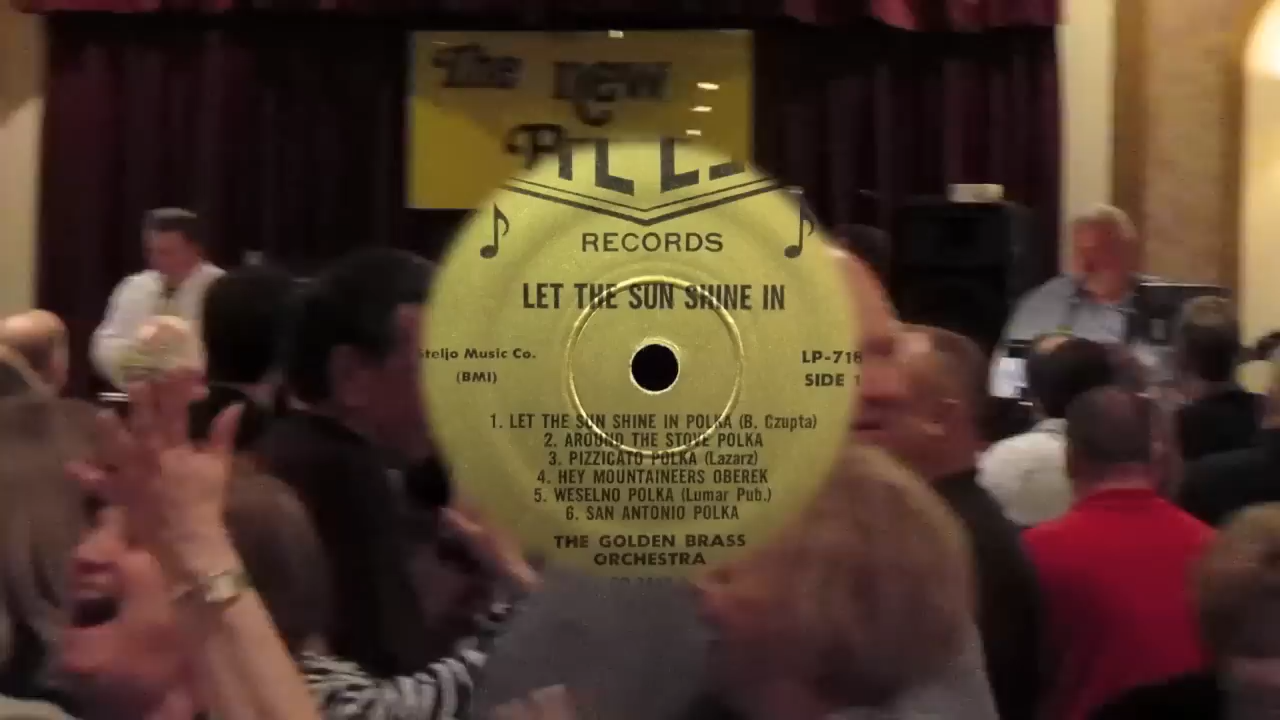 The new
RECORDS
LET THE SUN SHINE IN
Steljo Music Co.
(BMI)
LP-718
SIDE 1
1. LET THE SUN SHINE IN POLKA (B. Czupta)
2. AROUND THE STOVE POLKA
3. PIZZICATO POLKA (Lazarz)
4. HEY MOUNTAINEERS OBEREK
5. WESELNO POLKA (Lumar Pub.)
6. SAN ANTONIO POLKA
THE GOLDEN BRASS
ORCHESTRA